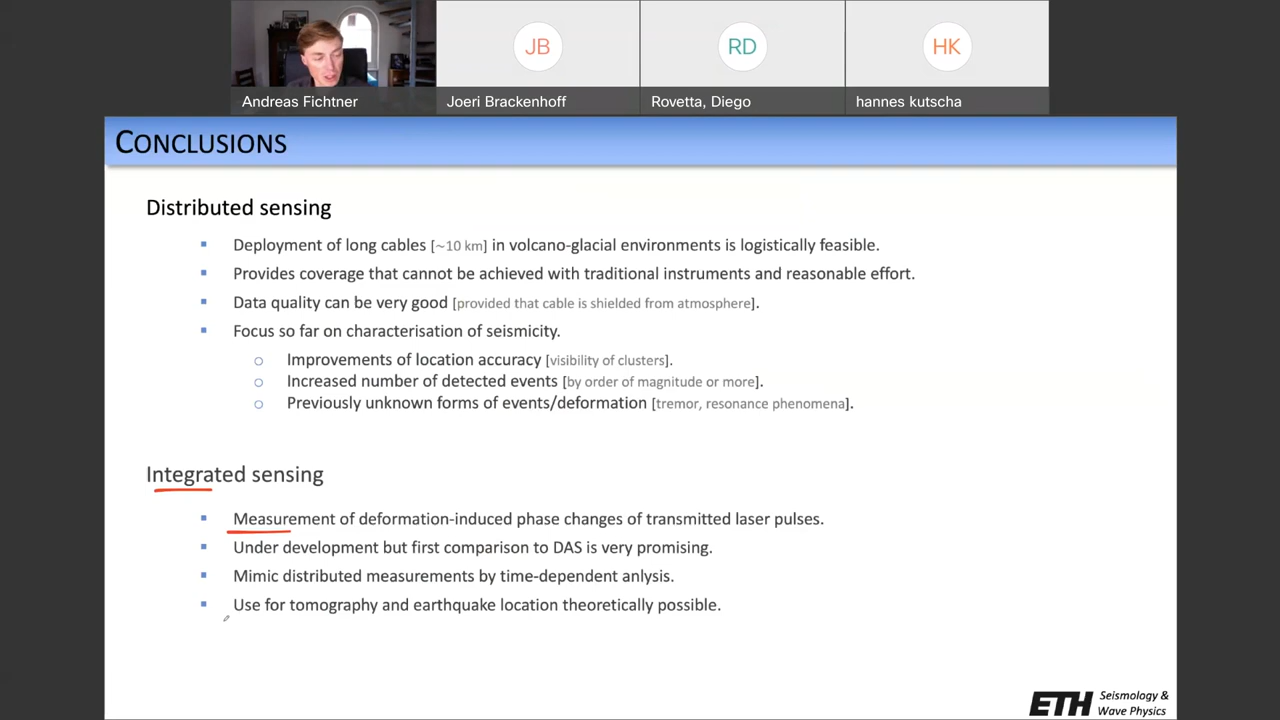 JB
RD
HK
Andreas Fichtner
Joeri Brackenhoff
Rovetta, Diego
hannes kutscha
CONCLUSIONS
Distributed sensing
Deployment of long cables [~10 km] in volcano-glacial environments is logistically feasible.
Provides coverage that cannot be achieved with traditional instruments and reasonable effort.
Data quality can be very good [provided that cable is shielded from atmosphere].
Focus so far on characterisation of seismicity.
Improvements of location accuracy [visibility of clusters].
Increased number of detected events [by order of magnitude or more].
Previously unknown forms of events/deformation [tremor, resonance phenomena].
Integrated sensing
Measurement of deformation-induced phase changes of transmitted laser pulses.
Under development but first comparison to DAS is very promising.
Mimic distributed measurements by time-dependent anlysis.
Use for tomography and earthquake location theoretically possible.
ETH Seismology &
Wave Physics